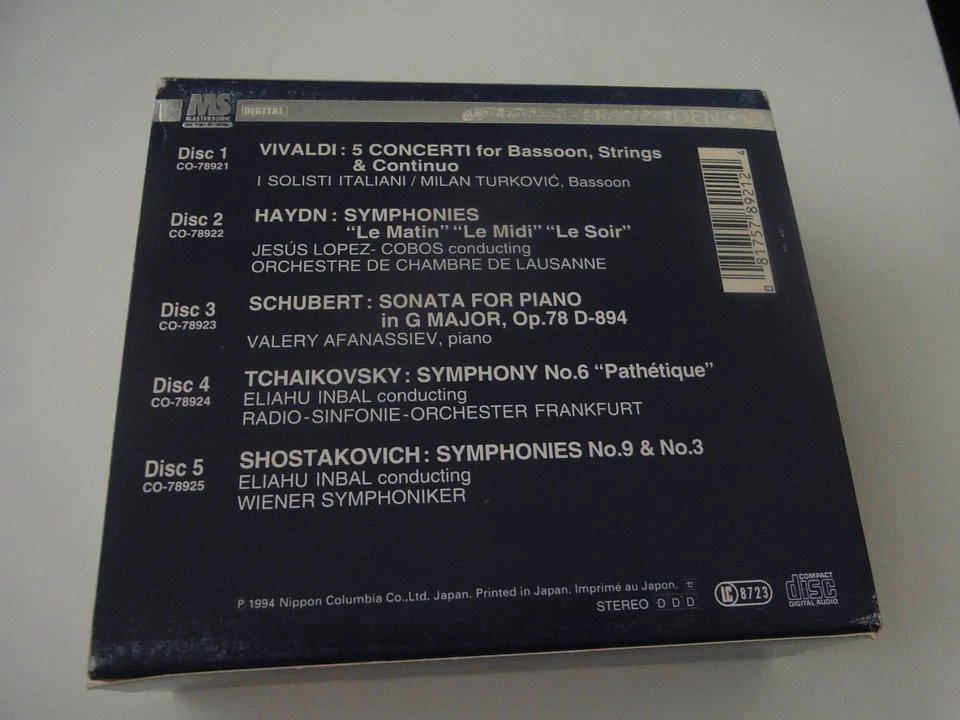 MS
MASTERSONIC
DIGITAL
DENON
Disc 1
CO-78921
VIVALDI: 5 CONCERTI for Bassoon, Strings
& Continuo
I SOLISTI ITALIANI / MILAN TURKOVIĆ, Bassoon
Disc 2
CO-78922
HAYDN: SYMPHONIES
“Le Matin” “Le Midi” “Le Soir”
JESÚS LOPEZ- COBOS conducting
ORCHESTRE DE CHAMBRE DE LAUSANNE
Disc 3
CO-78923
SCHUBERT: SONATA FOR PIANO
in G MAJOR, Op.78 D-894
VALERY AFANASSIEV, piano
Disc 4
CO-78924
TCHAIKOVSKY: SYMPHONY No.6 “Pathétique”
ELIAHU INBAL conducting
RADIO-SINFONIE-ORCHESTER FRANKFURT
Disc 5
CO-78925
SHOSTAKOVICH: SYMPHONIES No.9 & No.3
ELIAHU INBAL conducting
WIENER SYMPHONIKER
0 81757 89212 4
℗ 1994 Nippon Columbia Co.,Ltd. Japan. Printed in Japan. Imprimé au Japon.
STEREO D D D
LC 8723
COMPACT
disc
DIGITAL AUDIO